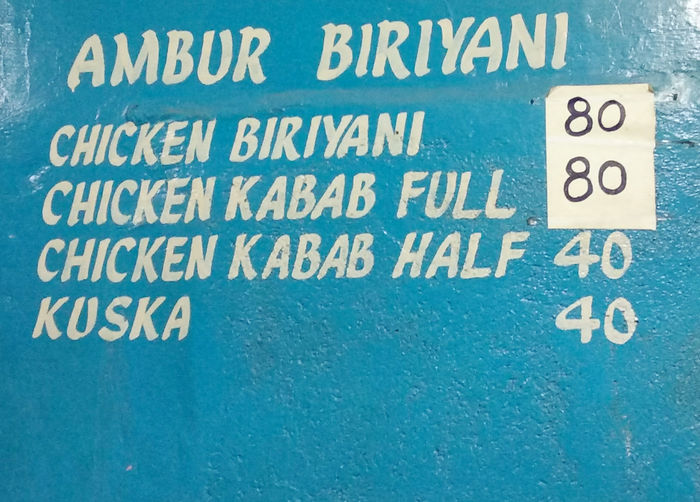 AMBUR BIRIYANI
CHICKEN BIRIYANI 80
CHICKEN KABAB FULL 80
CHICKEN KABAB HALF 40
KUSKA 40